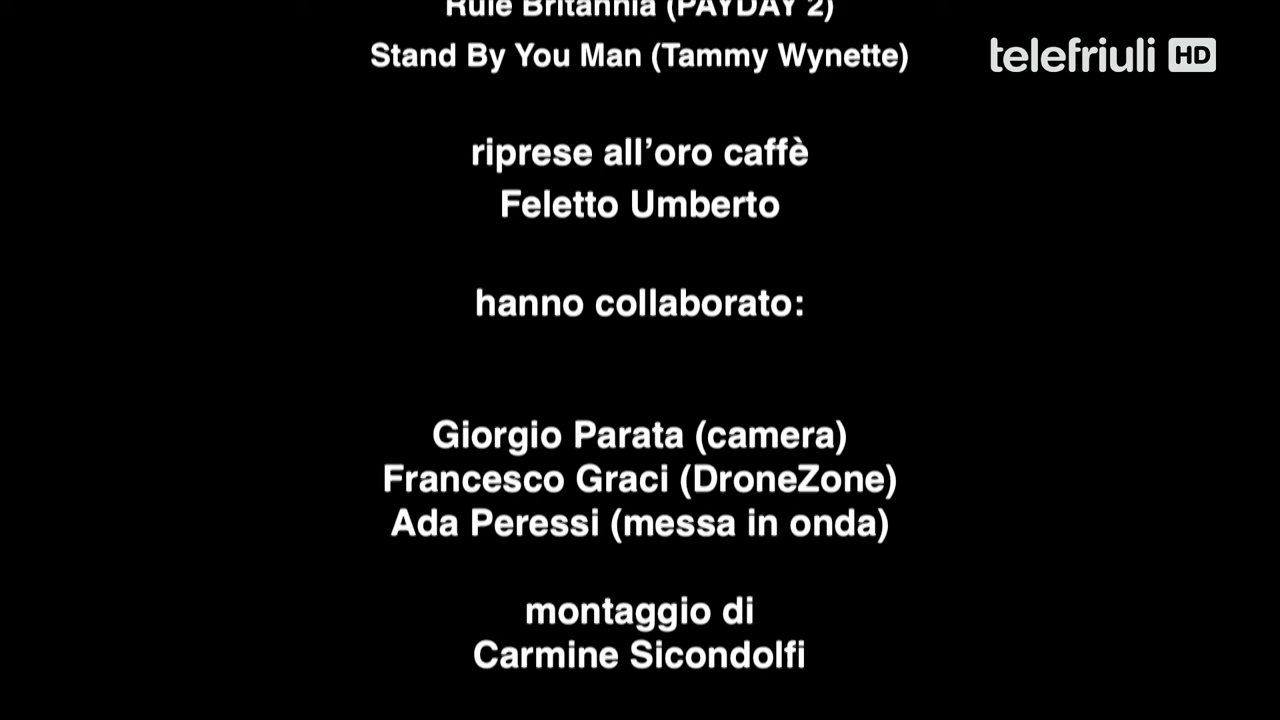 Rule Britannia (PAYDAY 2)
Stand By You Man (Tammy Wynette)
telefriuli HD
riprese all’oro caffè
Feletto Umberto
hanno collaborato:
Giorgio Parata (camera)
Francesco Graci (DroneZone)
Ada Peressi (messa in onda)
montaggio di
Carmine Sicondolfi